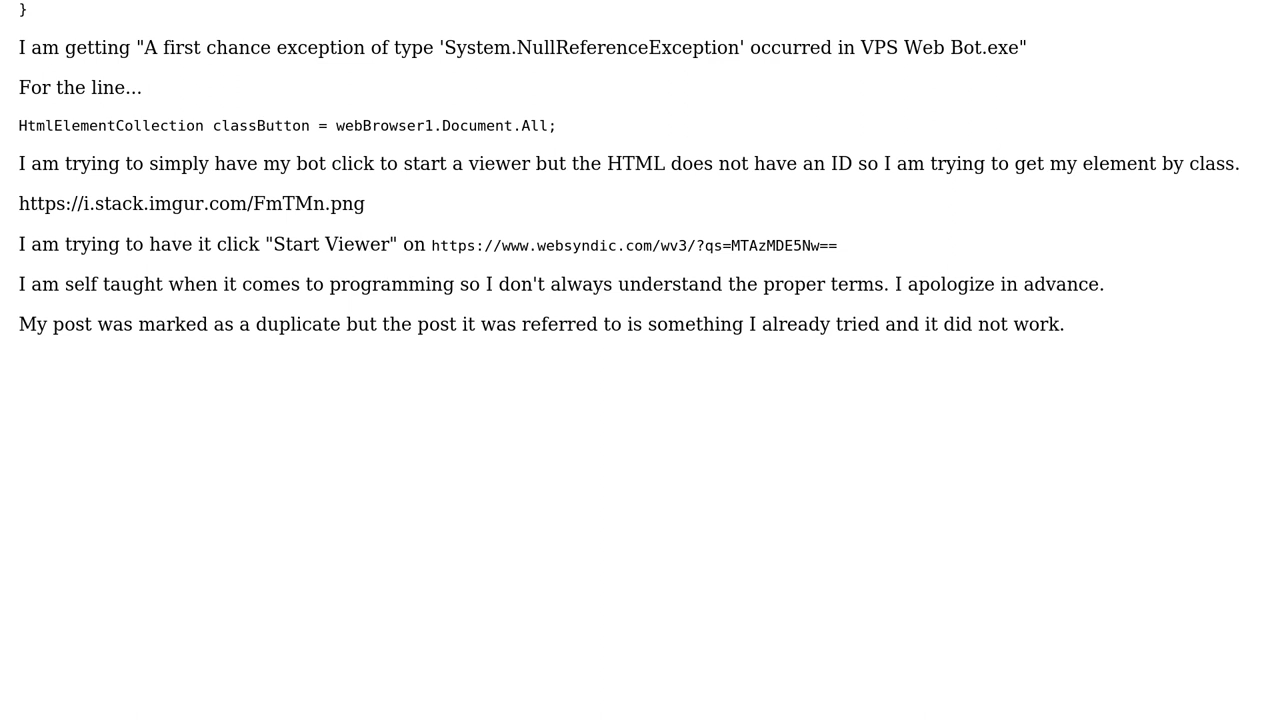 }
I am getting "A first chance exception of type 'System.NullReferenceException' occurred in VPS Web Bot.exe"
For the line...
HtmlElementCollection classButton = webBrowser1.Document.All;
I am trying to simply have my bot click to start a viewer but the HTML does not have an ID so I am trying to get my element by class.
https://i.stack.imgur.com/FmTMn.png
I am trying to have it click "Start Viewer" on https://www.websyndic.com/wv3/?qs=MTAzMDE5Nw==
I am self taught when it comes to programming so I don't always understand the proper terms. I apologize in advance.
My post was marked as a duplicate but the post it was referred to is something I already tried and it did not work.